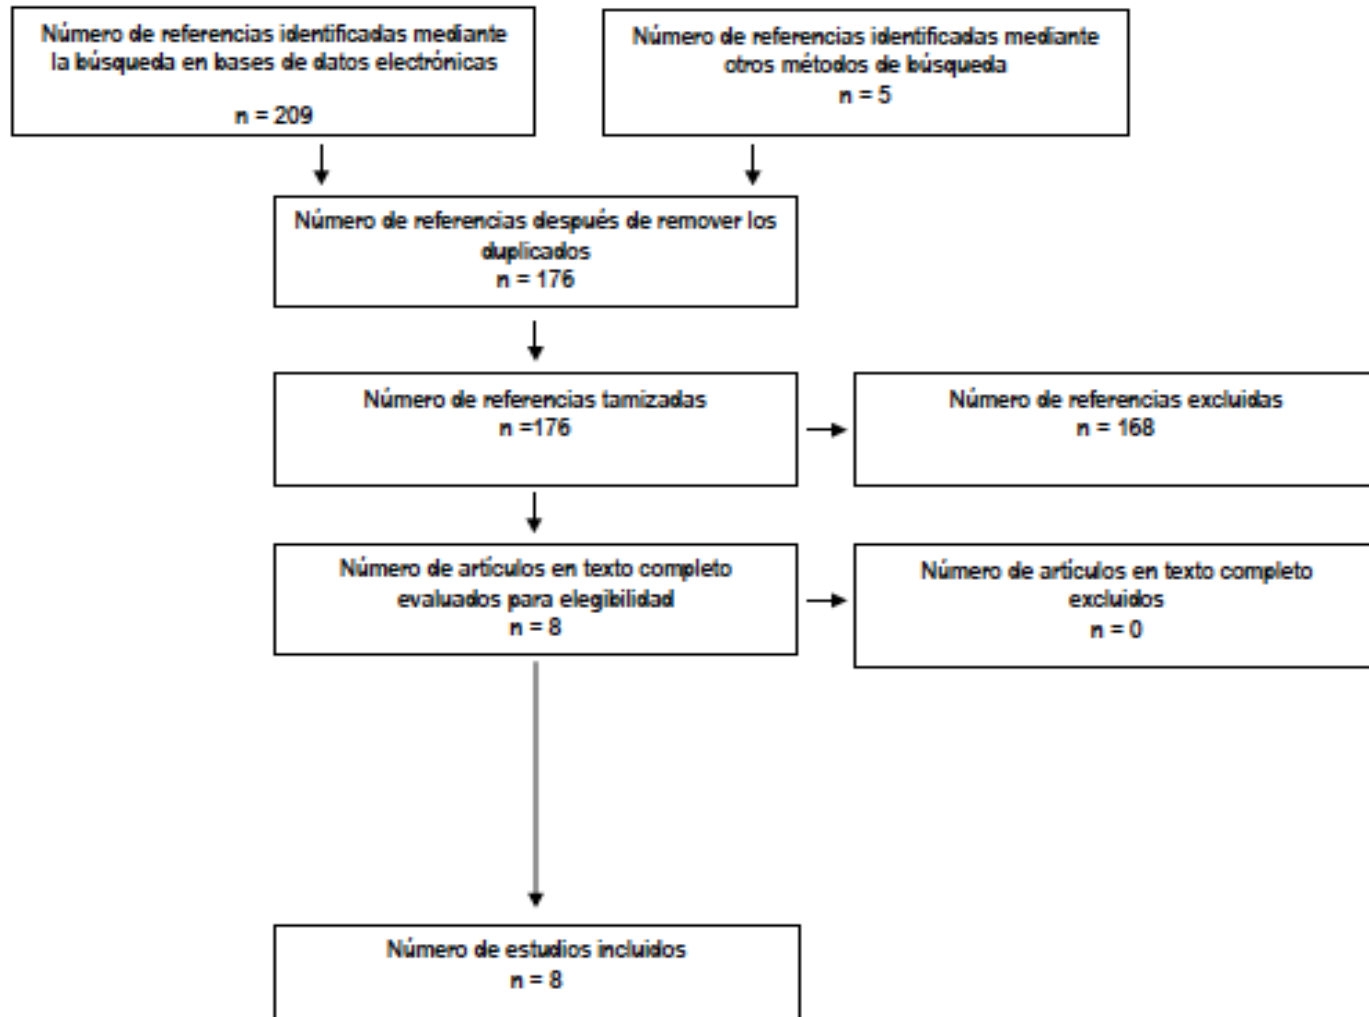 Número de referencias identificadas mediante
la búsqueda en bases de datos electrónicas
n = 209
Número de referencias identificadas mediante
otros métodos de búsqueda
n = 5
Número de referencias después de remover los
duplicados
n = 176
Número de referencias tamizadas
n =176
Número de referencias excluidas
n = 168
Número de artículos en texto completo
evaluados para elegibilidad
n = 8
Número de artículos en texto completo
excluidos
n = 0
Número de estudios incluidos
n = 8